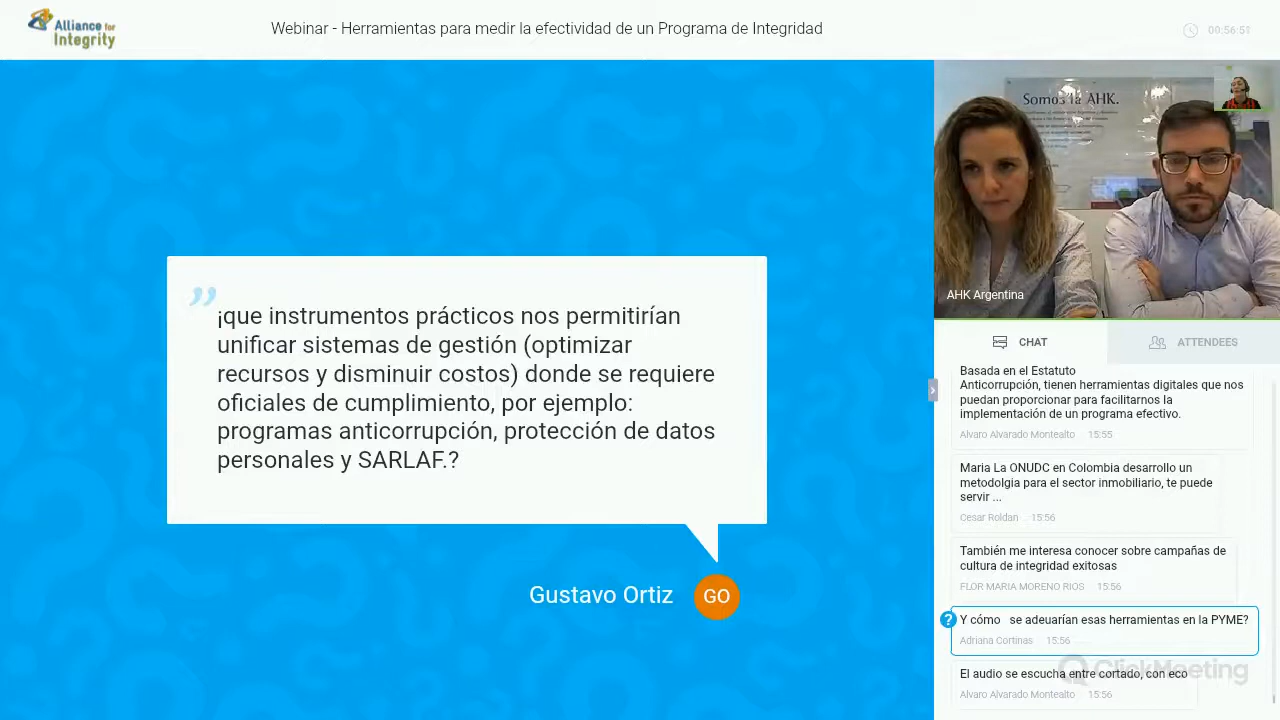 Alliance for
Integrity
Webinar - Herramientas para medir la efectividad de un Programa de Integridad
00:56:51
”
¡que instrumentos prácticos nos permitirían
unificar sistemas de gestión (optimizar
recursos y disminuir costos) donde se requiere
oficiales de cumplimiento, por ejemplo:
programas anticorrupción, protección de datos
personales y SARLAF.?
Gustavo Ortiz
GO
Somos la AHK.
AHK Argentina
CHAT
ATTENDEES
Basada en el Estatuto
Anticorrupción, tienen herramientas digitales que nos
puedan proporcionar para facilitarnos la
implementación de un programa efectivo.
Alvaro Alvarado Montealto 15:55
Maria La ONUDC en Colombia desarrollo un
metodolgia para el sector inmobiliario, te puede
servir ...
Cesar Roldan 15:56
También me interesa conocer sobre campañas de
cultura de integridad exitosas
FLOR MARIA MORENO RIOS 15:56
? Y cómo se adeuarían esas herramientas en la PYME?
Adriana Cortinas 15:56
El audio se escucha entre cortado, con eco
Alvaro Alvarado Montealto 15:56
ClickMeeting